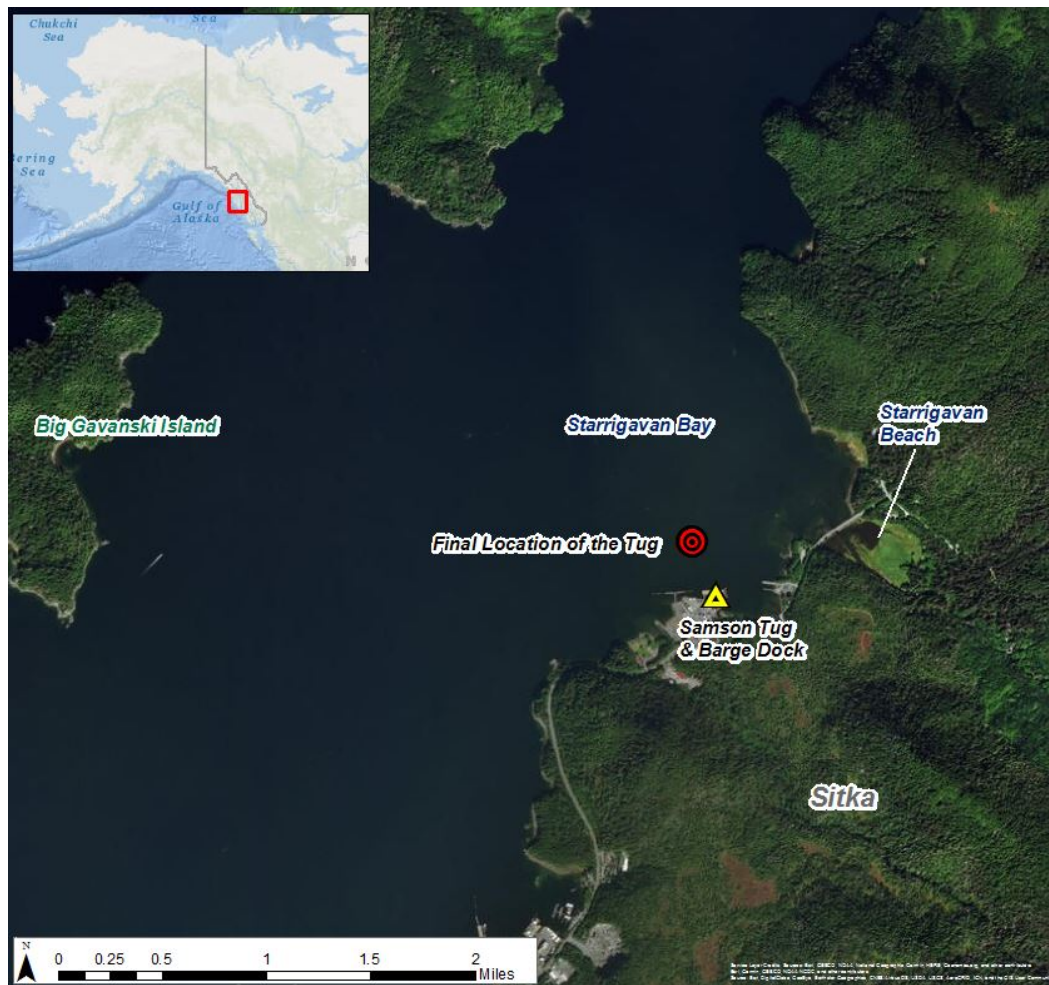 Chukchi
Sea
Sea
Bering
Sea
Gulf of
Alaska
Big Gavanski Island
Starrigavan Bay
Starrigavan
Beach
Final Location of the Tug
Samson Tug
& Barge Dock
Sitka
N
0 0.25 0.5 1 1.5 2
Miles